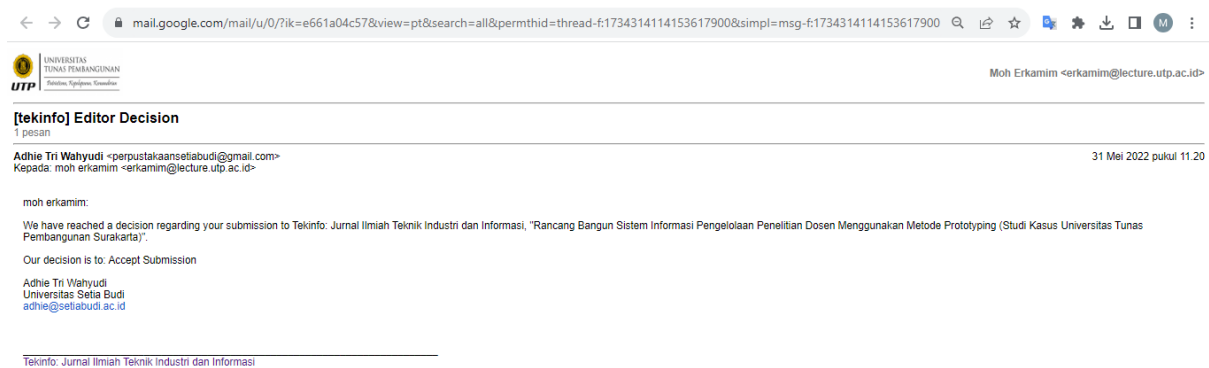 mail.google.com/mail/u/0/?ik=e661a04c57&view=pt&search=all&permthid=thread-f:1734314114153617900&simpl=msg-f:1734314114153617900
M
UNIVERSITAS
TUNAS PEMBANGUNAN
UTP
Moh Erkamim <erkamim@lecture.utp.ac.id>
[tekinfo] Editor Decision
1 pesan
Adhie Tri Wahyudi <perpustakaansetiabudi@gmail.com>
31 Mei 2022 pukul 11.20
Kepada: moh erkamim <erkamim@lecture.utp.ac.id>
moh erkamim:
We have reached a decision regarding your submission to Tekinfo: Jurnal Ilmiah Teknik Industri dan Informasi, "Rancang Bangun Sistem Informasi Pengelolaan Penelitian Dosen Menggunakan Metode Prototyping (Studi Kasus Universitas Tunas
Pembangunan Surakarta)".
Our decision is to: Accept Submission
Adhie Tri Wahyudi
Universitas Setia Budi
adhie@setiabudi.ac.id
Tekinfo: Jurnal Ilmiah Teknik Industri dan Informasi